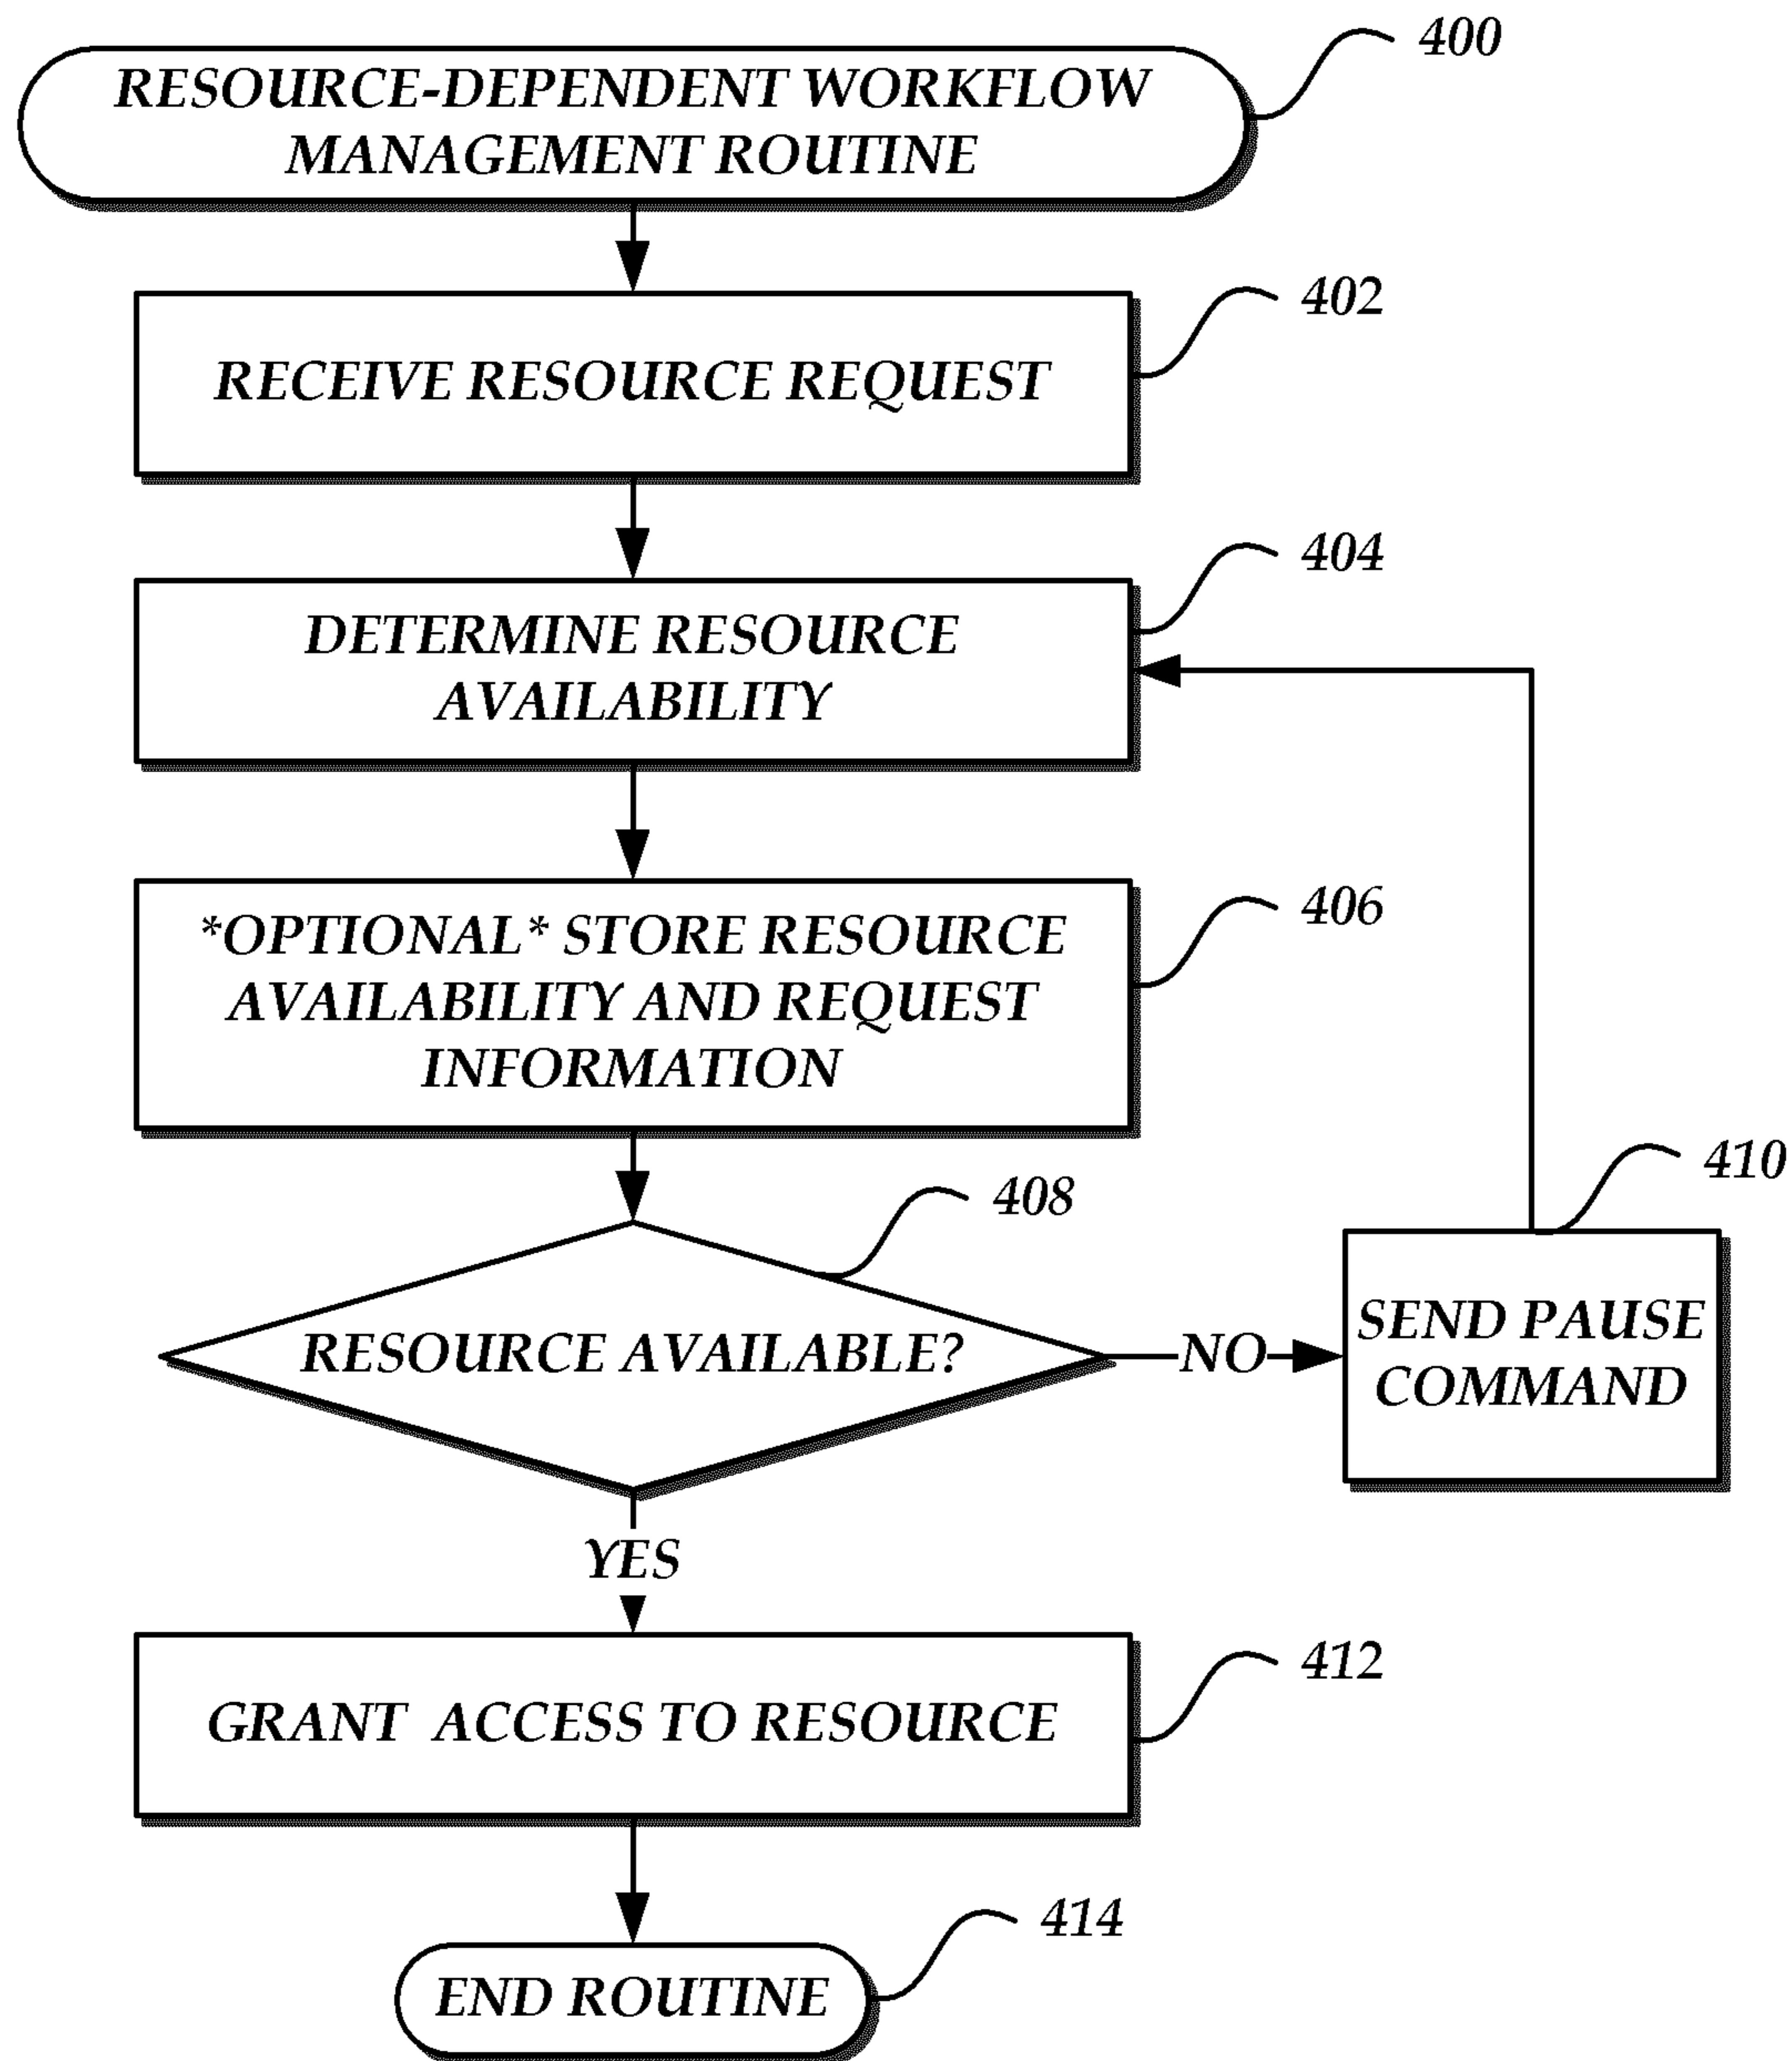 400
RESOURCE-DEPENDENT WORKFLOW
MANAGEMENT ROUTINE
402
RECEIVE RESOURCE REQUEST
404
DETERMINE RESOURCE
AVAILABILITY
406
*OPTIONAL* STORE RESOURCE
AVAILABILITY AND REQUEST
INFORMATION
408
RESOURCE AVAILABLE?
NO
410
SEND PAUSE
COMMAND
YES
412
GRANT ACCESS TO RESOURCE
414
END ROUTINE